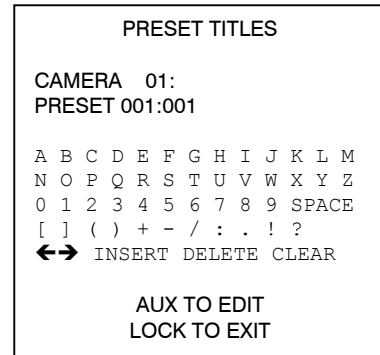 PRESET TITLES
CAMERA 01:
PRESET 001:001
A B C D E F G H I J K L M
N O P Q R S T U V W X Y Z
0 1 2 3 4 5 6 7 8 9 SPACE
[ ] ( ) + - / : . ! ?
←→ INSERT DELETE CLEAR
AUX TO EDIT
LOCK TO EXIT